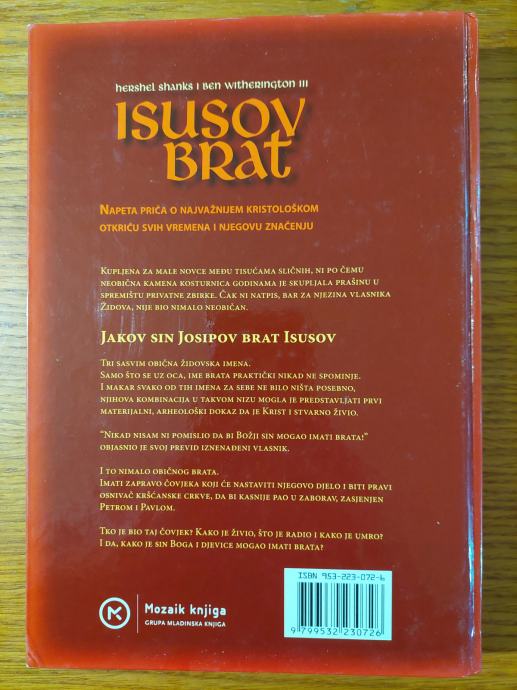 Hershel Shanks i Ben Witherington III
ISUSOV
BRAT
Napeta priča o najvažnijem kristološkom
otkriću svih vremena i njegovu značenju
Kupljena za male novce među tisućama sličnih, ni po čemu
neobična kamena kosturnica godinama je skupljala prašinu u
spremištu privatne zbirke. Čak ni natpis, bar za njezina vlasnika
Židova, nije bio nimalo neobičan.
Jakov sin Josipov brat Isusov
Tri sasvim obična židovska imena.
Samo što se uz oca, ime brata praktički nikad ne spominje.
I makar svako od tih imena za sebe ne bilo ništa posebno,
njihova kombinacija u takvom nizu mogla je predstavljati prvi
materijalni, arheološki dokaz da je Krist i stvarno živio.
"Nikad nisam ni pomislio da bi Božji sin mogao imati brata!"
objasnio je svoj previd iznenađeni vlasnik.
I to nimalo običnog brata.
Imati zapravo čovjeka koji će nastaviti njegovo djelo i biti pravi
osnivač kršćanske crkve, da bi kasnije pao u zaborav, zasjenjen
Petrom i Pavlom.
Tko je bio taj čovjek? Kako je živio, što je radio i kako je umro?
I da, kako je sin Boga i djevice mogao imati brata?
ISBN 953-223-072-6
9 799532 230726
Mozaik knjiga
GRUPA MLADINSKA KNJIGA